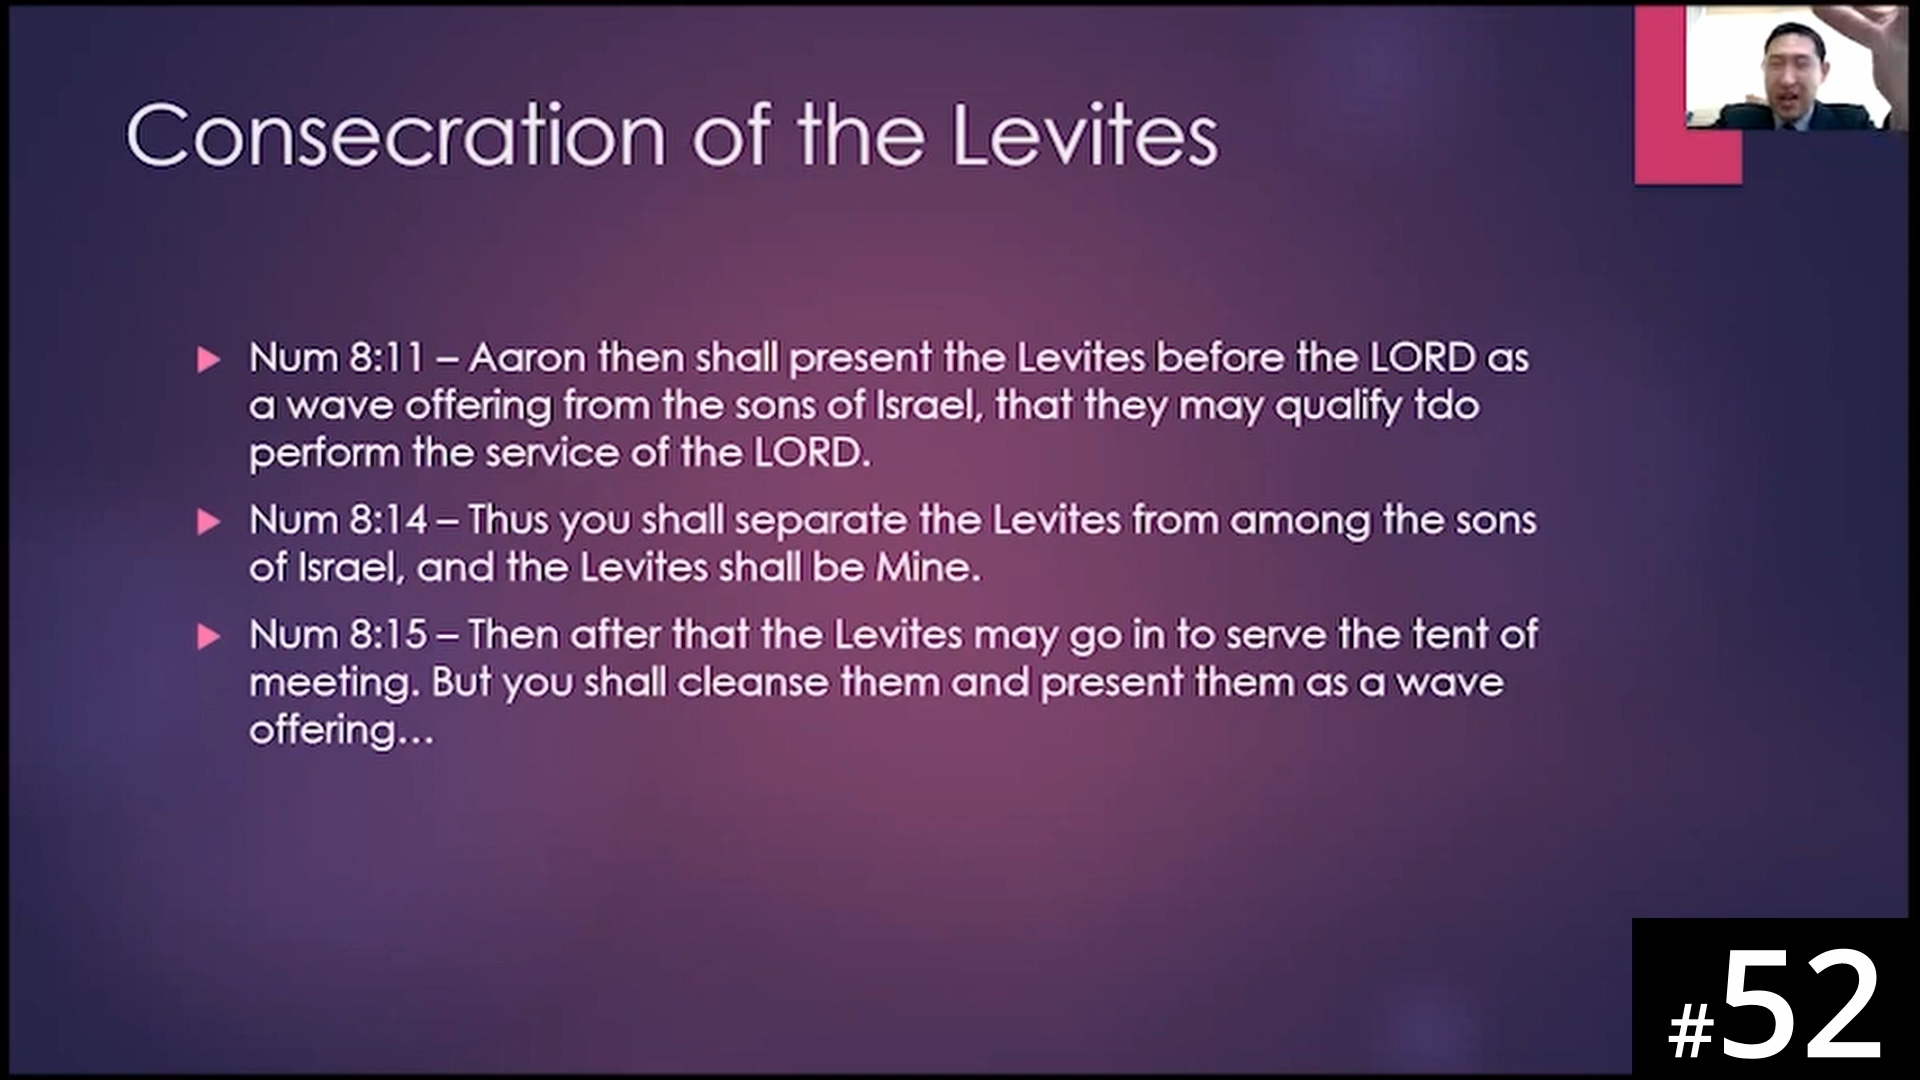 Consecration of the Levites
Num 8:11 – Aaron then shall present the Levites before the LORD as
a wave offering from the sons of Israel, that they may qualify tdo
perform the service of the LORD.
Num 8:14 – Thus you shall separate the Levites from among the sons
of Israel, and the Levites shall be Mine.
Num 8:15 – Then after that the Levites may go in to serve the tent of
meeting. But you shall cleanse them and present them as a wave
offering…
#52